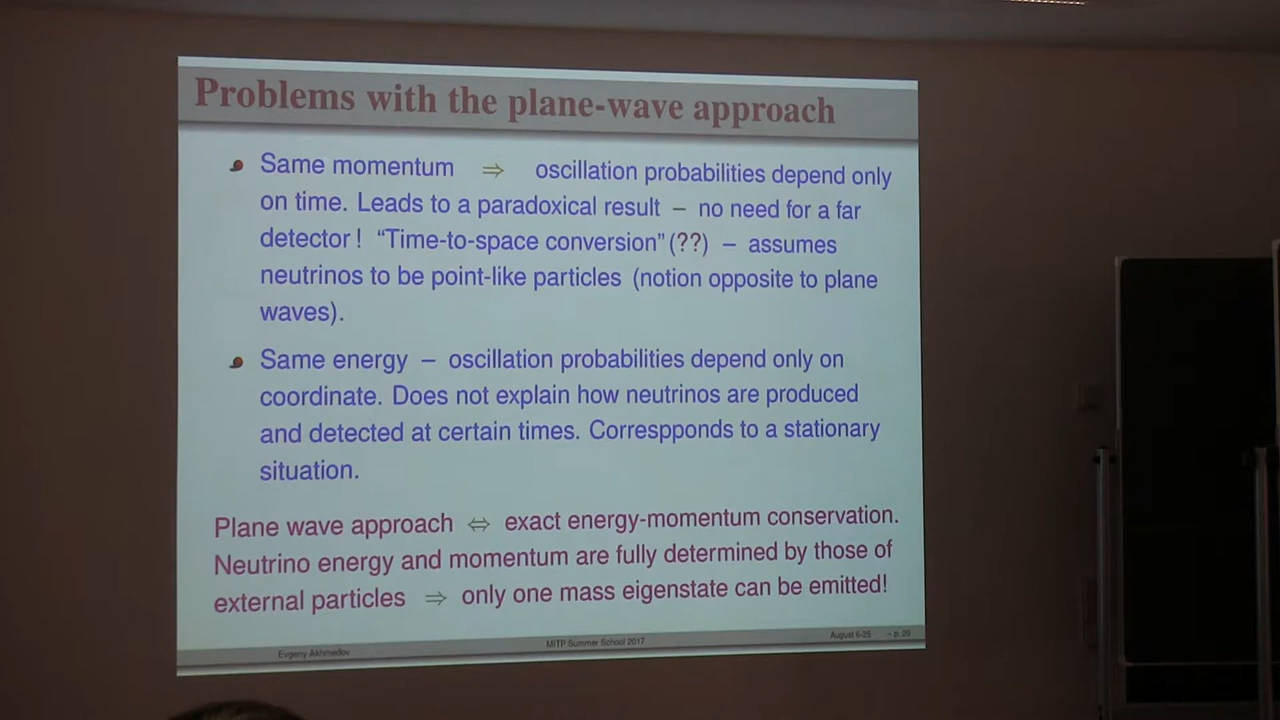 Problems with the plane-wave approach
Same momentum ⇒ oscillation probabilities depend only
on time. Leads to a paradoxical result – no need for a far
detector ! “Time-to-space conversion” (??) – assumes
neutrinos to be point-like particles (notion opposite to plane
waves).
Same energy – oscillation probabilities depend only on
coordinate. Does not explain how neutrinos are produced
and detected at certain times. Correspponds to a stationary
situation.
Plane wave approach ⇔ exact energy-momentum conservation.
Neutrino energy and momentum are fully determined by those of
external particles ⇒ only one mass eigenstate can be emitted!
Evgeny Akhmedov MITP Summer School 2017 August 6-25 – p. 20